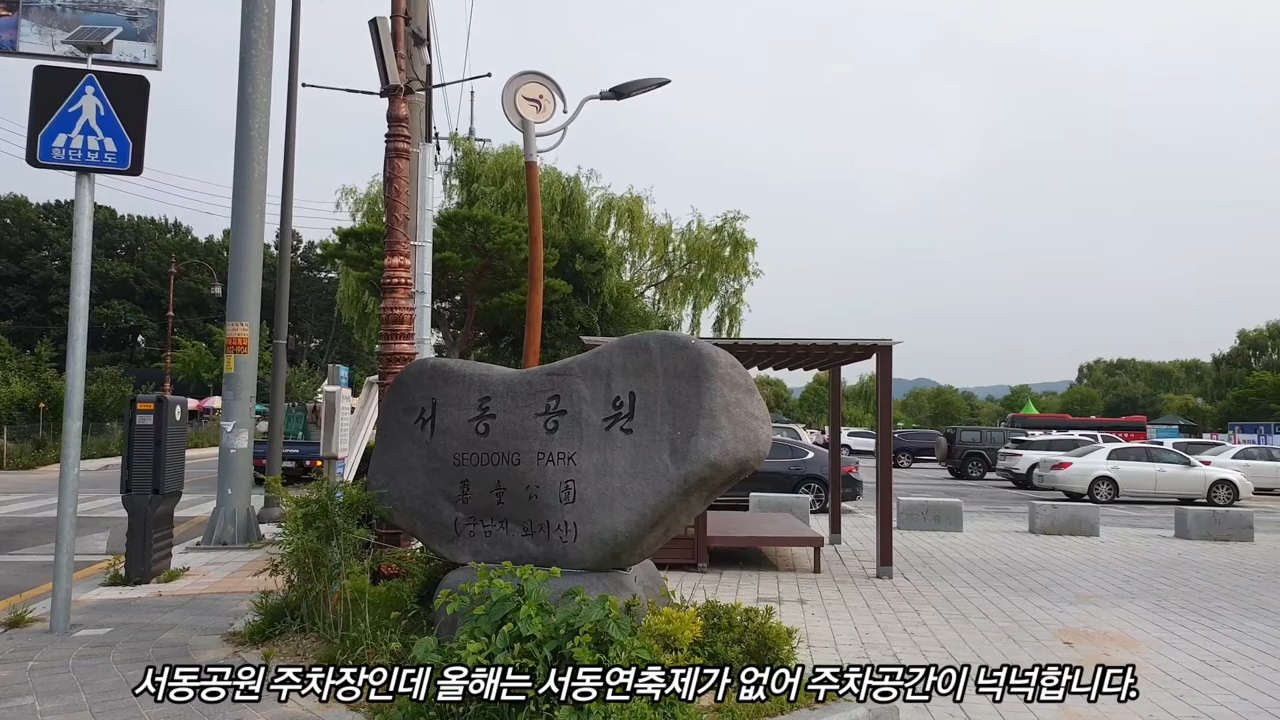 횡단보도
서동공원
SEODONG PARK
薯童公園
(궁남지.화지산)
서동공원 주차장인데 올해는 서동연축제가 없어 주차공간이 넉넉합니다.